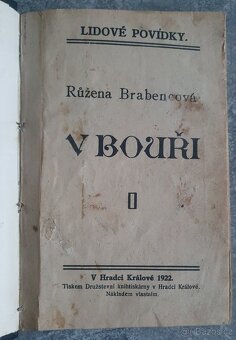 LIDOVÉ POVÍDKY.
Růžena Brabencová
V BOUŘI
V Hradci Králové 1922.
Tiskem Družstevní knihtiskárny v Hradci Králové.
Nákladem vlastním.